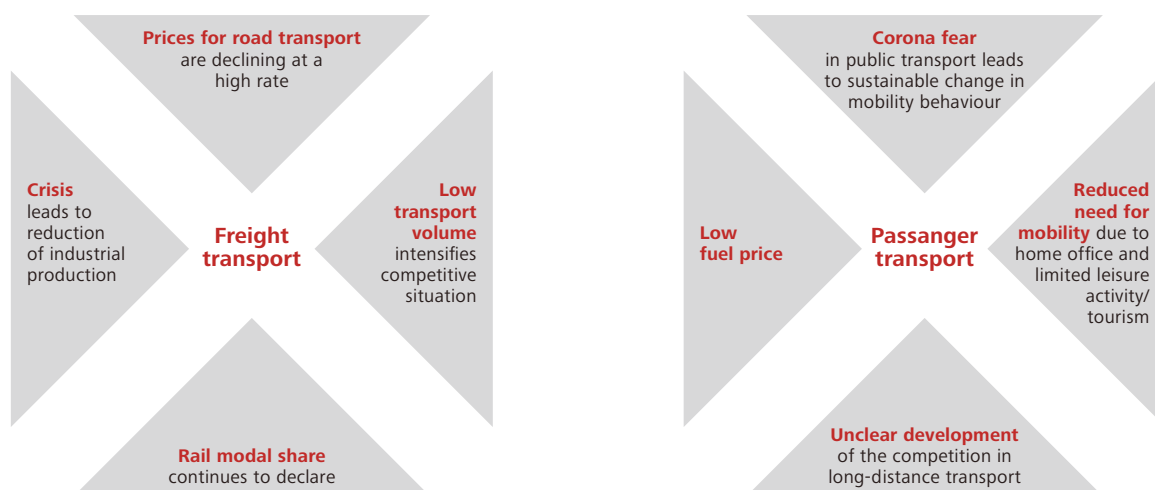 Prices for road transport
are declining at a
high rate
Crisis
leads to
reduction
of industrial
production
Freight
transport
Low
transport
volume
intensifies
competitive
situation
Rail modal share
continues to declare
Corona fear
in public transport leads
to sustainable change in
mobility behaviour
Low
fuel price
Passanger
transport
Reduced
need for
mobility due to
home office and
limited leisure
activity/
tourism
Unclear development
of the competition in
long-distance transport